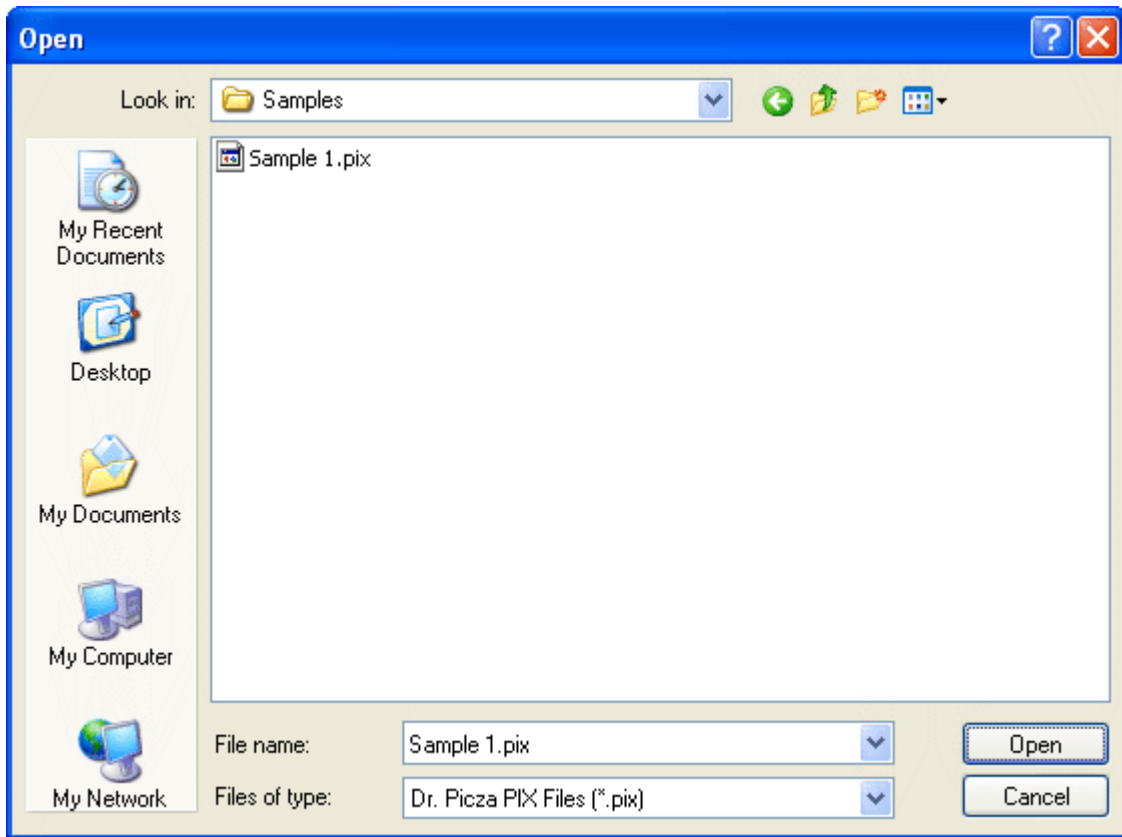 Open
Look in: Samples
Sample 1.pix
My Recent
Documents
Desktop
My Documents
My Computer
My Network
File name: Sample 1.pix Open
Files of type: Dr. Picza PIX Files (*.pix) Cancel